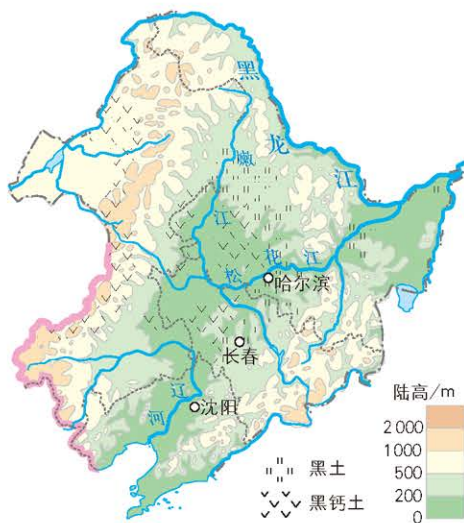 黑
龙
江
嫩
江
松
花
江
哈尔滨
长春
辽
河
沈阳
陆高/m
2 000
1 000
500
200
0
黑土
黑钙土